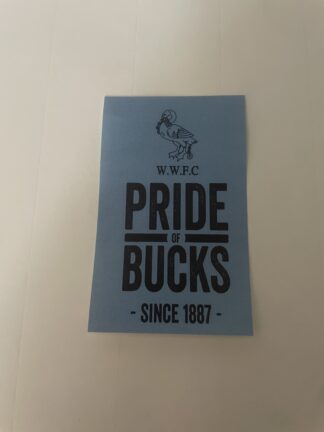 W.W.F.C
PRIDE
OF
BUCKS
- SINCE 1887 -